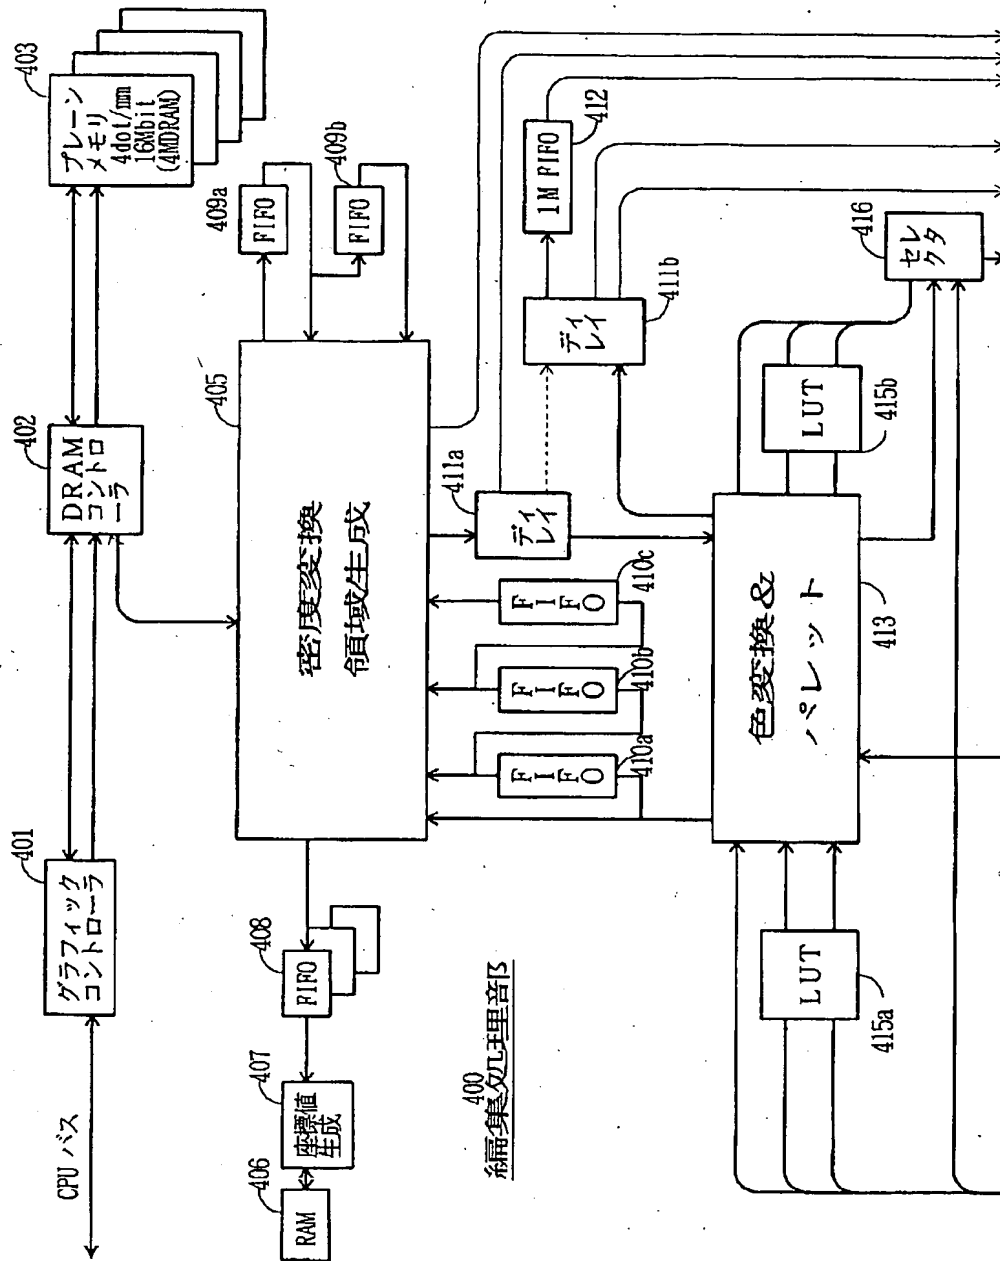 CPU バス
401
グラフィック
コントローラ
402
DRAM
コントロ
ーラ
403
プレーン
メモリ
4dot/mm
16Mbit
(4MDRAM)
406
RAM
407
座標値
生成
408
FIFO
405
密度変換
領域生成
409a
FIFO
409b
FIFO
400
編集処理部
410a
FIFO
410b
FIFO
410c
FIFO
411a
ディレイ
411b
ディレイ
412
1M FIFO
415a
LUT
413
色変換&
パレット
415b
LUT
416
セレ
クタ